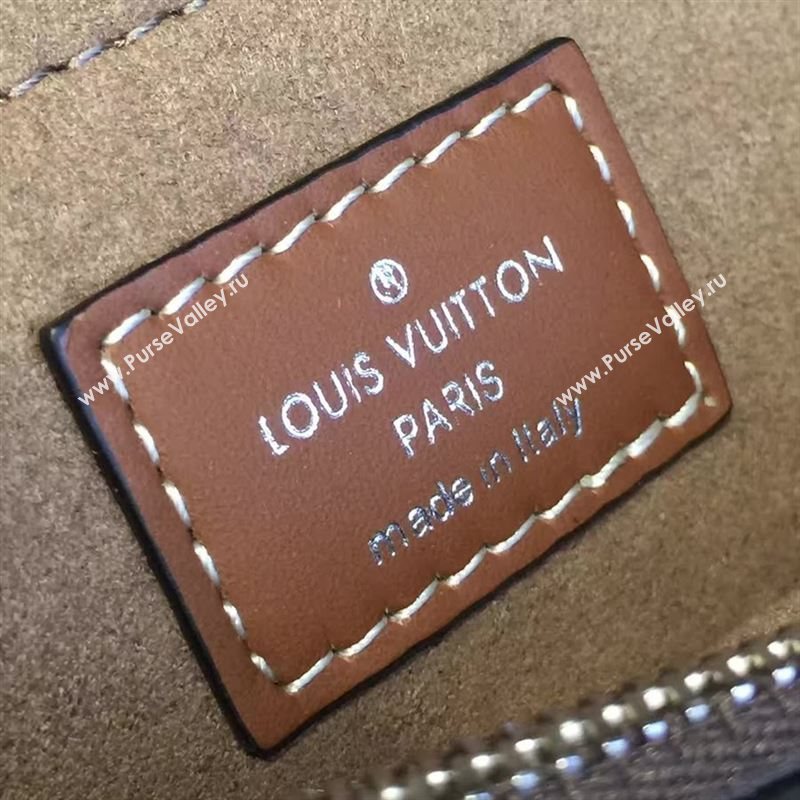 ®
LOUIS VUITTON
PARIS
made in Italy
www.PurseValley.ru
www.PurseValley.ru